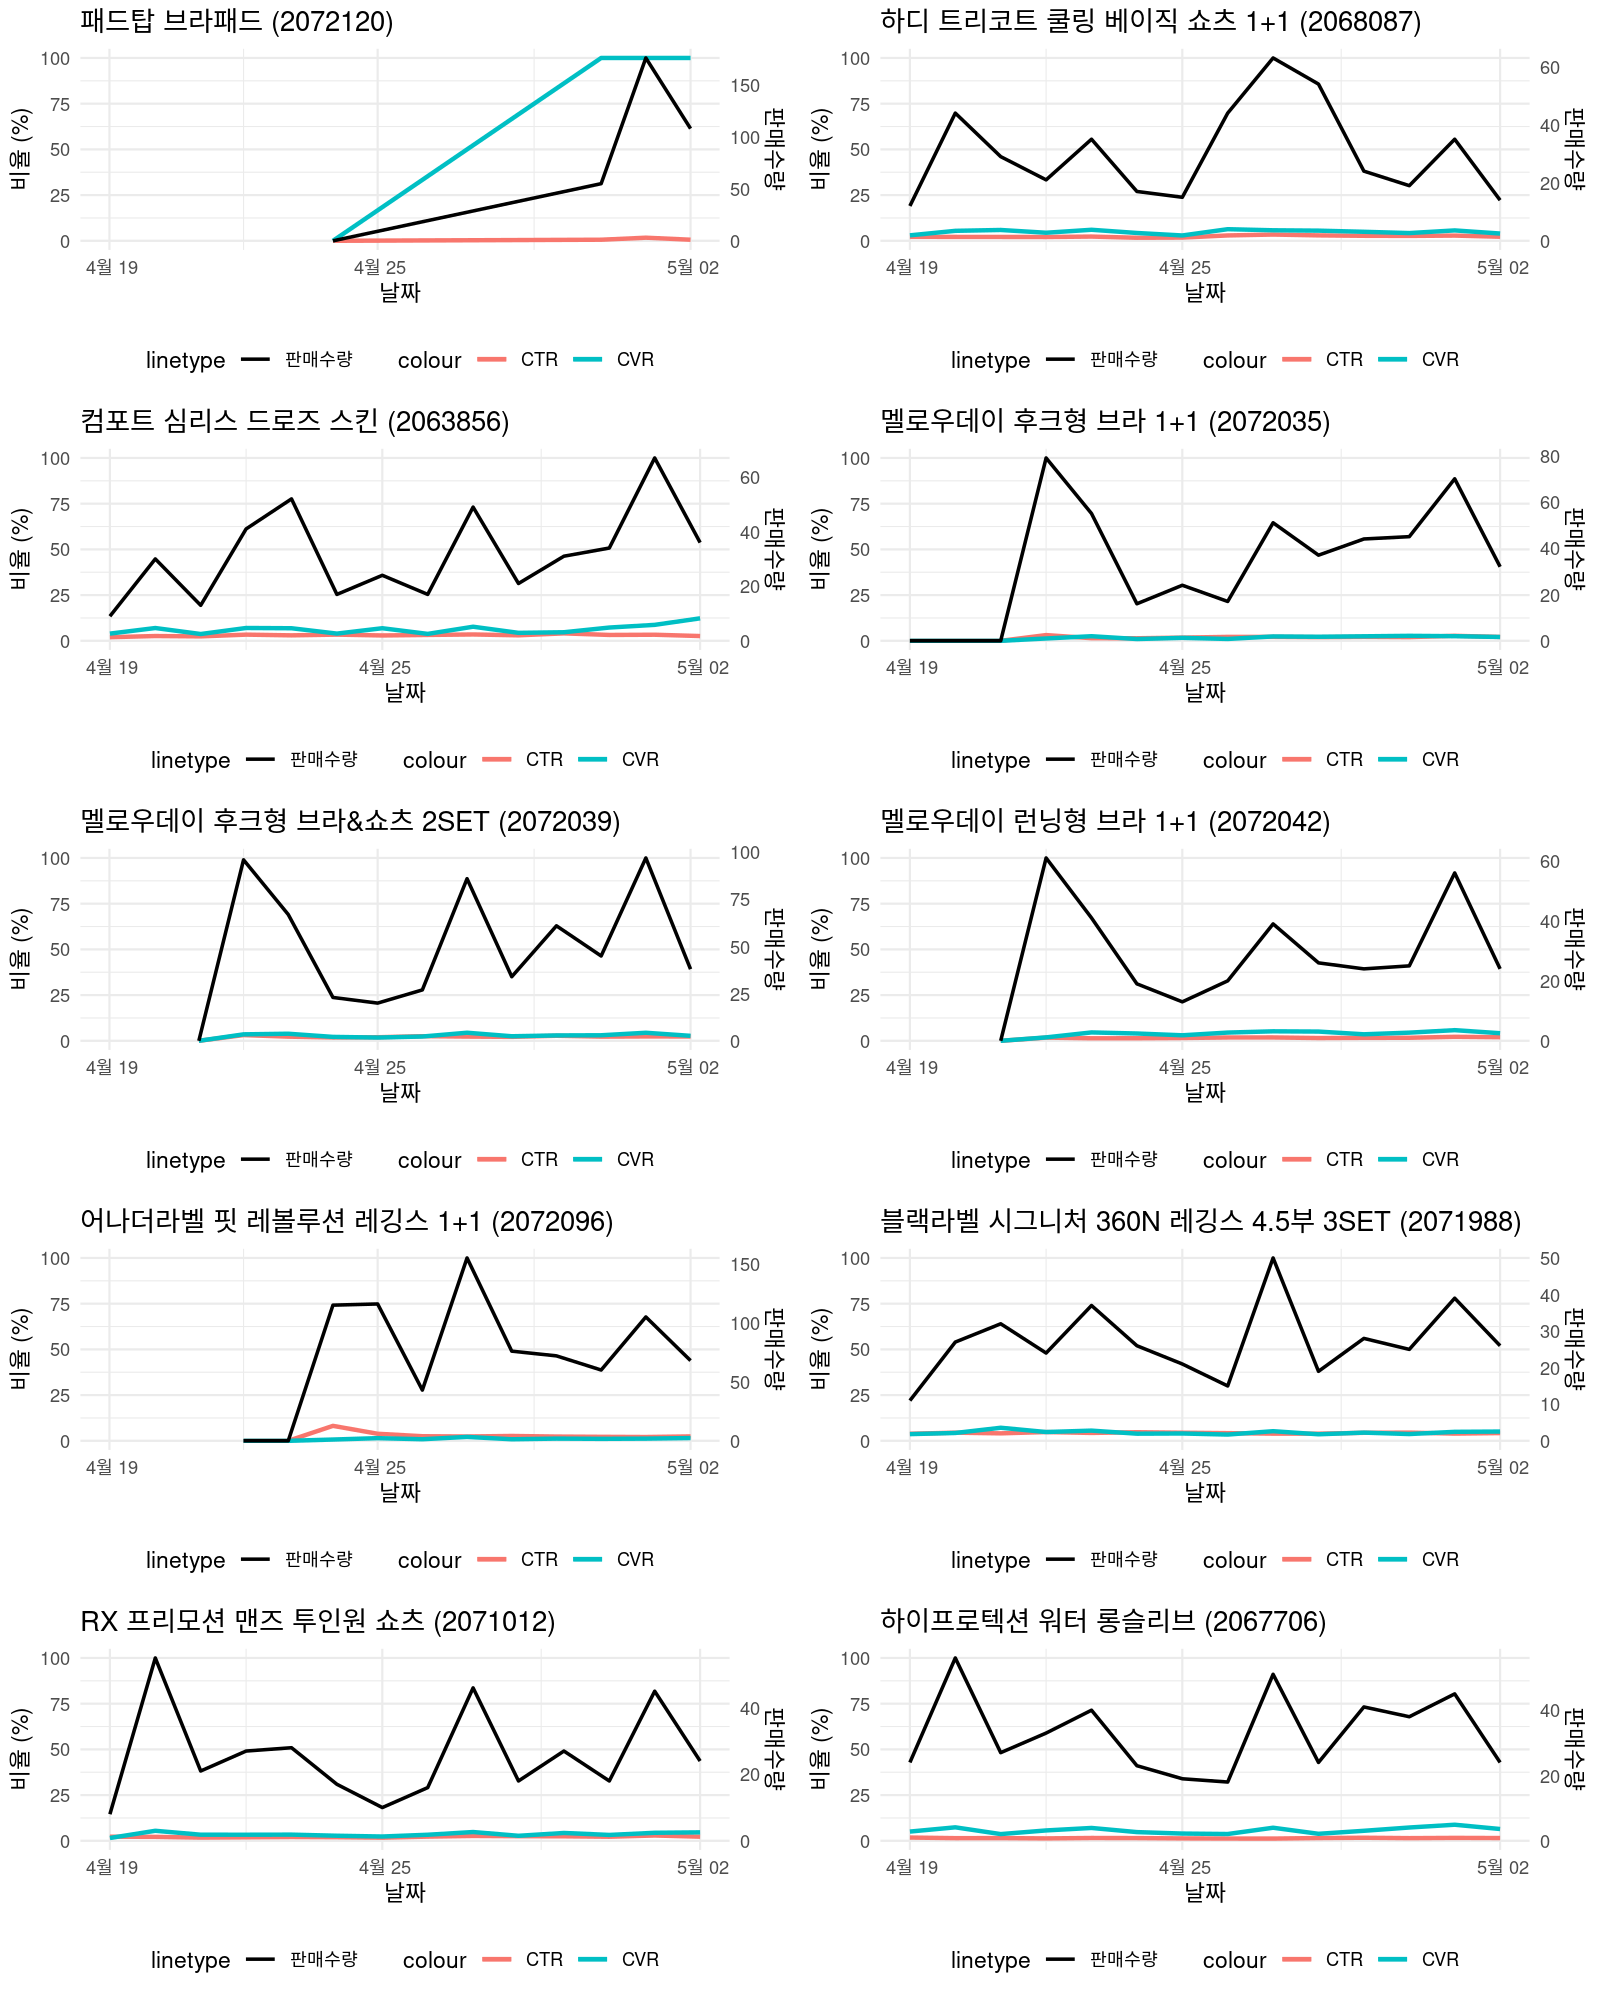 패드탑 브라패드 (2072120)
비율 (%)
100
75
50
25
0
150
100
50
0
판매수량
4월 19
4월 25
5월 02
날짜
linetype 판매수량 colour CTR CVR
하디 트리코트 쿨링 베이직 쇼츠 1+1 (2068087)
비율 (%)
100
75
50
25
0
60
40
20
0
판매수량
4월 19
4월 25
5월 02
날짜
linetype 판매수량 colour CTR CVR
컴포트 심리스 드로즈 스킨 (2063856)
비율 (%)
100
75
50
25
0
60
40
20
0
판매수량
4월 19
4월 25
5월 02
날짜
linetype 판매수량 colour CTR CVR
멜로우데이 후크형 브라 1+1 (2072035)
비율 (%)
100
75
50
25
0
80
60
40
20
0
판매수량
4월 19
4월 25
5월 02
날짜
linetype 판매수량 colour CTR CVR
멜로우데이 후크형 브라&쇼츠 2SET (2072039)
비율 (%)
100
75
50
25
0
100
75
50
25
0
판매수량
4월 19
4월 25
5월 02
날짜
linetype 판매수량 colour CTR CVR
멜로우데이 런닝형 브라 1+1 (2072042)
비율 (%)
100
75
50
25
0
60
40
20
0
판매수량
4월 19
4월 25
5월 02
날짜
linetype 판매수량 colour CTR CVR
어나더라벨 핏 레볼루션 레깅스 1+1 (2072096)
비율 (%)
100
75
50
25
0
150
100
50
0
판매수량
4월 19
4월 25
5월 02
날짜
linetype 판매수량 colour CTR CVR
블랙라벨 시그니처 360N 레깅스 4.5부 3SET (2071988)
비율 (%)
100
75
50
25
0
50
40
30
20
10
0
판매수량
4월 19
4월 25
5월 02
날짜
linetype 판매수량 colour CTR CVR
RX 프리모션 맨즈 투인원 쇼츠 (2071012)
비율 (%)
100
75
50
25
0
40
20
0
판매수량
4월 19
4월 25
5월 02
날짜
linetype 판매수량 colour CTR CVR
하이프로텍션 워터 롱슬리브 (2067706)
비율 (%)
100
75
50
25
0
40
20
0
판매수량
4월 19
4월 25
5월 02
날짜
linetype 판매수량 colour CTR CVR